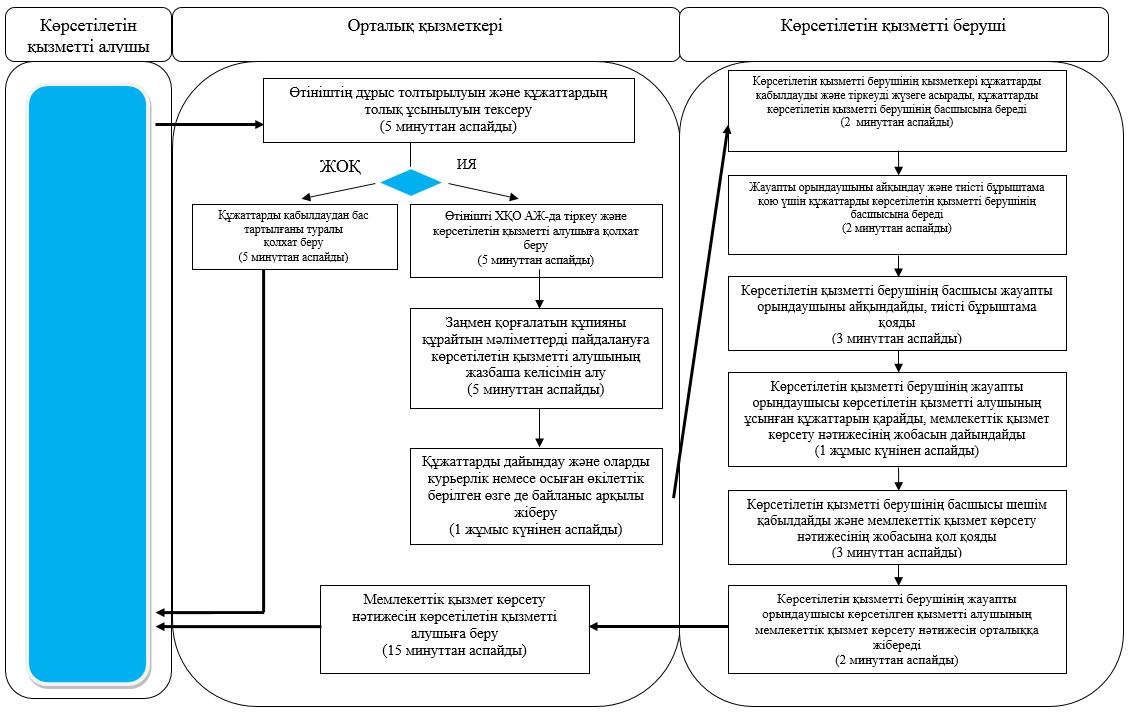 Көрсетілетін
қызметті алушы
Орталық қызметкері
Көрсетілетін қызметті беруші
Өтініштің дұрыс толтырылуын және құжаттардың
толық ұсынылуын тексеру
(5 минуттан аспайды)
ЖОҚ
ИЯ
Құжаттарды қабылдаудан бас
тартылғаны туралы
қолхат беру
(5 минуттан аспайды)
Өтінішті ХҚО АЖ-да тіркеу және
көрсетілетін қызметті алушыға қолхат
беру
(5 минуттан аспайды)
Заңмен қорғалатын құпияны
құрайтын мәліметтерді пайдалануға
көрсетілетін қызметті алушының
жазбаша келісімін алу
(5 минуттан аспайды)
Құжаттарды дайындау және оларды
курьерлік немесе осыған өкілеттік
берілген өзге де байланыс арқылы
жіберу
(1 жұмыс күнінен аспайды)
Мемлекеттік қызмет көрсету
нәтижесін көрсетілетін қызметті
алушыға беру
(15 минуттан аспайды)
Көрсетілетін қызметті берушінің қызметкері құжаттарды
қабылдауды және тіркеуді жүзеге асырады, құжаттарды
көрсетілетін қызметті берушінің басшысына береді
(2 минуттан аспайды)
Жауапты орындаушыны айқындау және тиісті бұрыштама
қою үшін құжаттарды көрсетілетін қызметті берушінің
басшысына береді
(2 минуттан аспайды)
Көрсетілетін қызметті берушінің басшысы жауапты
орындаушыны айқындайды, тиісті бұрыштама
қояды
(3 минуттан аспайды)
Көрсетілетін қызметті берушінің жауапты
орындаушысы көрсетілетін қызметті алушының
ұсынған құжаттарын қарайды, мемлекеттік қызмет
көрсету нәтижесінің жобасын дайындайды
(1 жұмыс күнінен аспайды)
Көрсетілетін қызметті берушінің басшысы шешім
қабылдайды және мемлекеттік қызмет көрсету
нәтижесінің жобасына қол қояды
(3 минуттан аспайды)
Көрсетілетін қызметті берушінің жауапты
орындаушысы көрсетілген қызметті алушының
мемлекеттік қызмет көрсету нәтижесін орталыққа
жібереді
(2 минуттан аспайды)